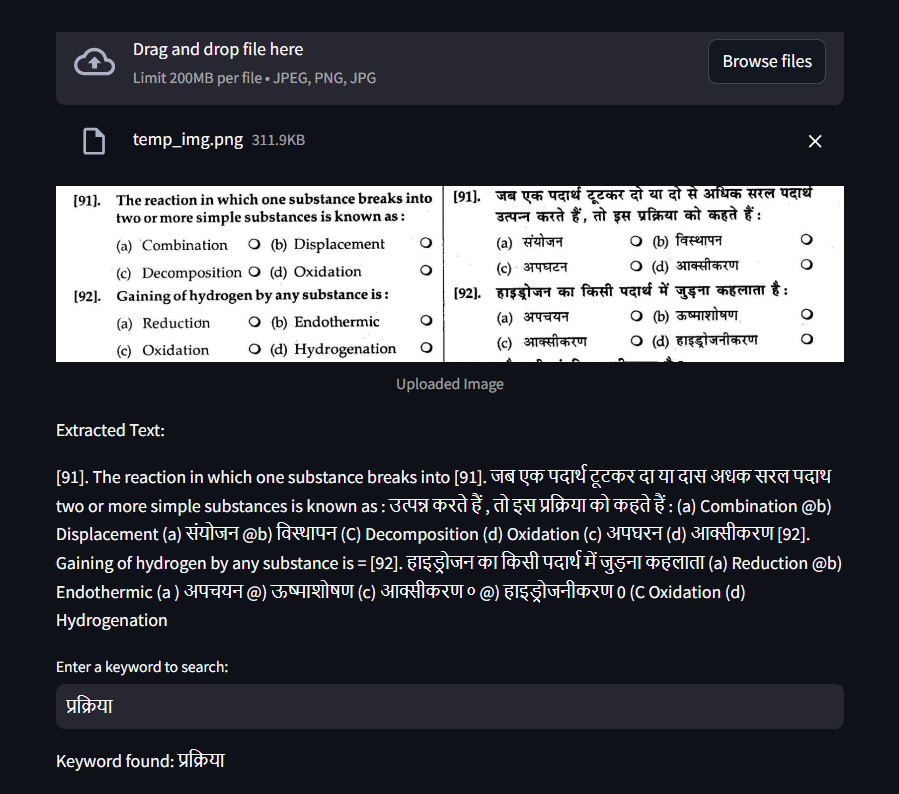 Drag and drop file here
Limit 200MB per file • JPEG, PNG, JPG
Browse files
temp_img.png 311.9KB
[91]. The reaction in which one substance breaks into
two or more simple substances is known as :
(a) Combination (b) Displacement
(c) Decomposition (d) Oxidation
[92]. Gaining of hydrogen by any substance is :
(a) Reduction (b) Endothermic
(c) Oxidation (d) Hydrogenation
[91]. जब एक पदार्थ टूटकर दो या दो से अधिक सरल पदार्थ
उत्पन्न करते हैं, तो इस प्रक्रिया को कहते हैं :
(a) संयोजन (b) विस्थापन
(c) अपघटन (d) आक्सीकरण
[92]. हाइड्रोजन का किसी पदार्थ में जुड़ना कहलाता है :
(a) अपचयन (b) ऊष्माशोषण
(c) आक्सीकरण (d) हाइड्रोजनीकरण
Uploaded Image
Extracted Text:
[91]. The reaction in which one substance breaks into [91]. जब एक पदार्थ टूटकर दा या दास अधक सरल पदाथ
two or more simple substances is known as : उत्पन्न करते हैं , तो इस प्रक्रिया को कहते हैं : (a) Combination @b)
Displacement (a) संयोजन @b) विस्थापन (C) Decomposition (d) Oxidation (c) अपघरन (d) आक्सीकरण [92].
Gaining of hydrogen by any substance is = [92]. हाइड्रोजन का किसी पदार्थ में जुड़ना कहलाता (a) Reduction @b)
Endothermic (a ) अपचयन @) ऊष्माशोषण (c) आक्सीकरण ० @) हाइड्रोजनीकरण 0 (C Oxidation (d)
Hydrogenation
Enter a keyword to search:
प्रक्रिया
Keyword found: प्रक्रिया